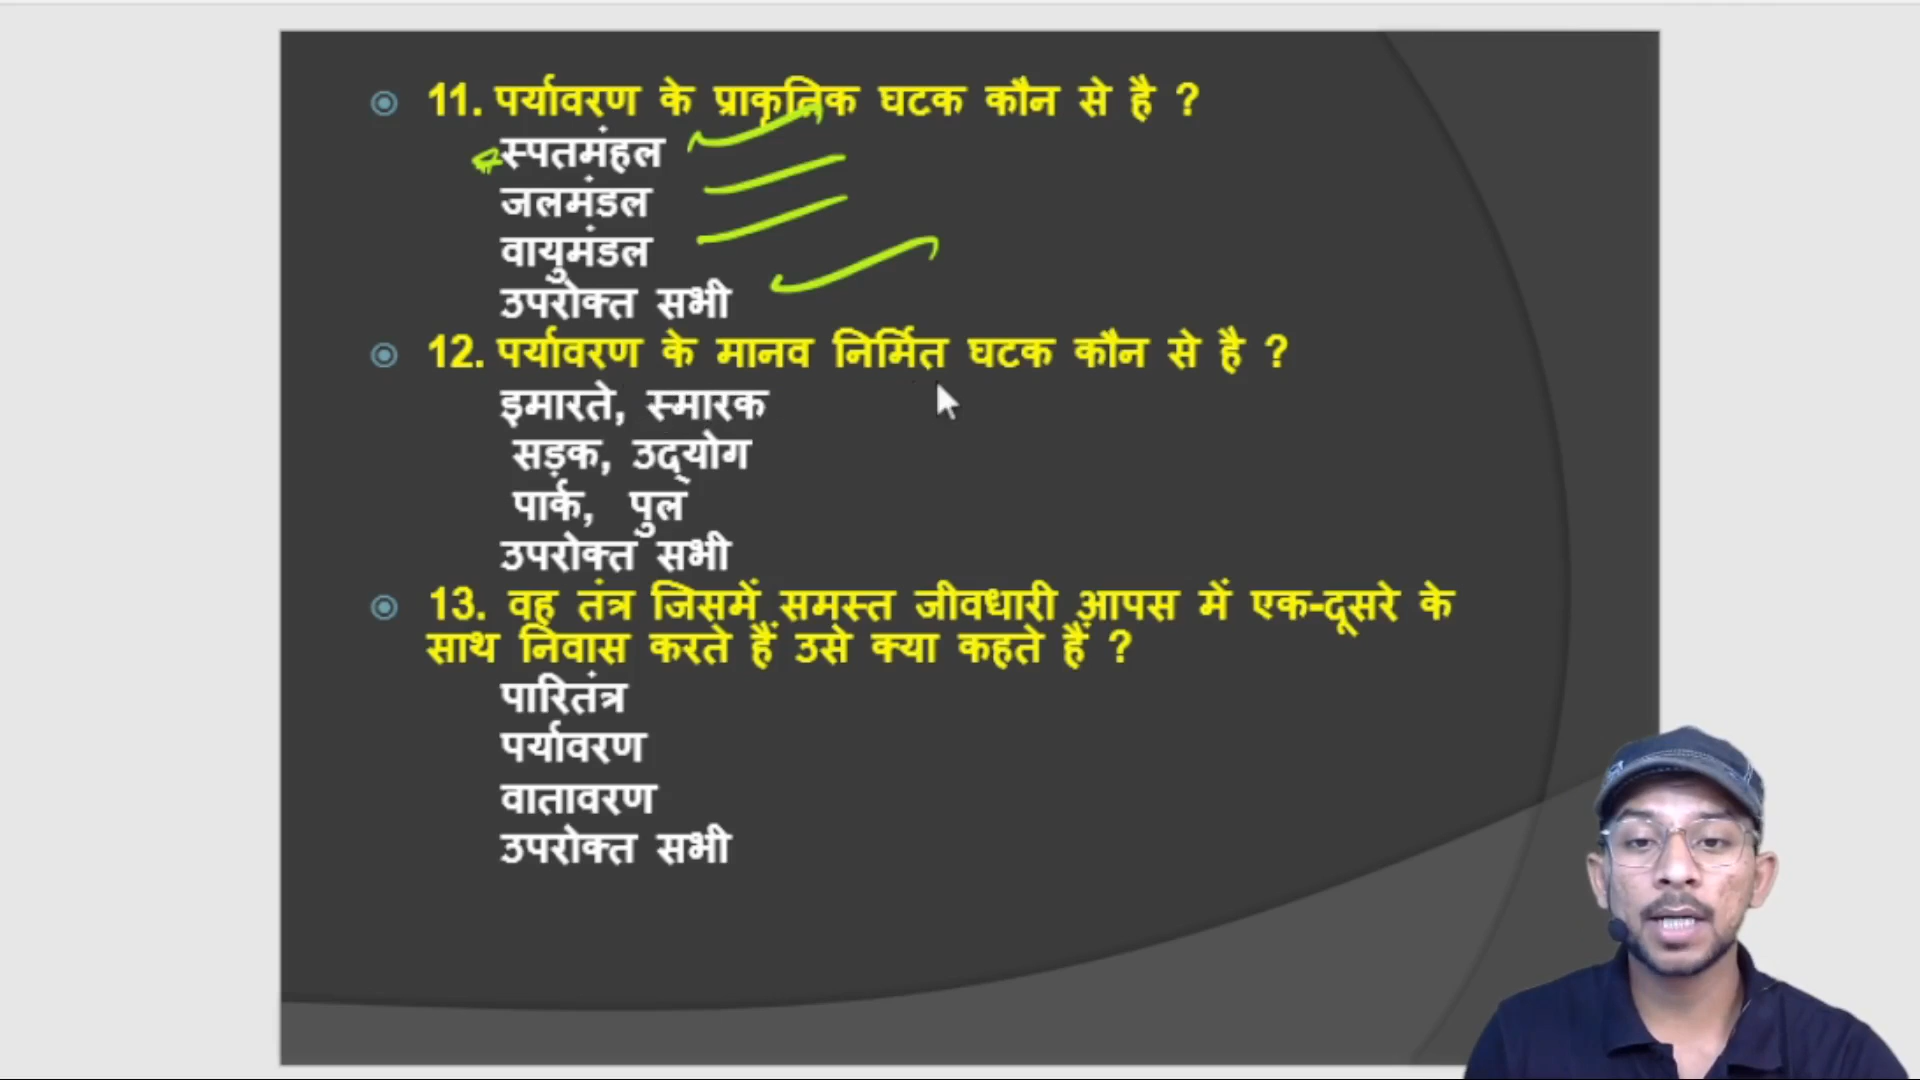 11. पर्यावरण के प्राकृतिक घटक कौन से है ?
स्पतमंहल
जलमंडल
वायुमंडल
उपरोक्त सभी
12. पर्यावरण के मानव निर्मित घटक कौन से है ?
इमारते, स्मारक
सड़क, उद्योग
पार्क, पुल
उपरोक्त सभी
13. वह तंत्र जिसमें समस्त जीवधारी आपस में एक-दूसरे के
साथ निवास करते हैं उसे क्या कहते हैं ?
पारितंत्र
पर्यावरण
वातावरण
उपरोक्त सभी